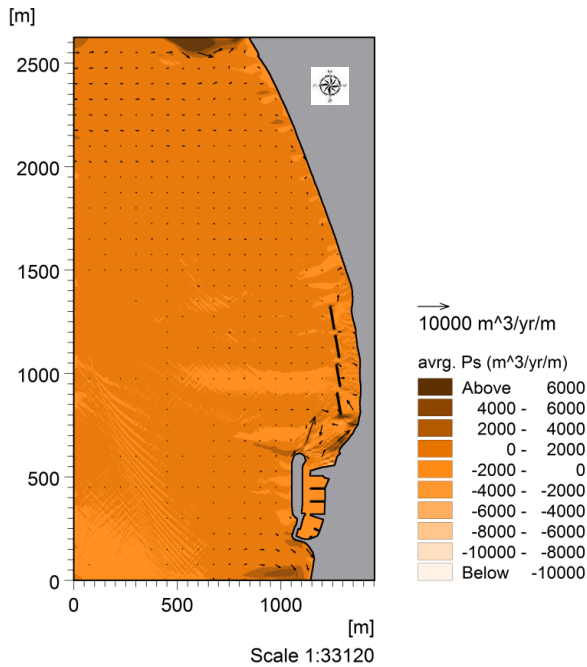 [m]
2500
2000
1500
1000
500
0
0 500 1000
[m]
Scale 1:33120
10000 m^3/yr/m
avrg. Ps (m^3/yr/m)
Above 6000
4000 - 6000
2000 - 4000
0 - 2000
-2000 - 0
-4000 - -2000
-6000 - -4000
-8000 - -6000
-10000 - -8000
Below -10000